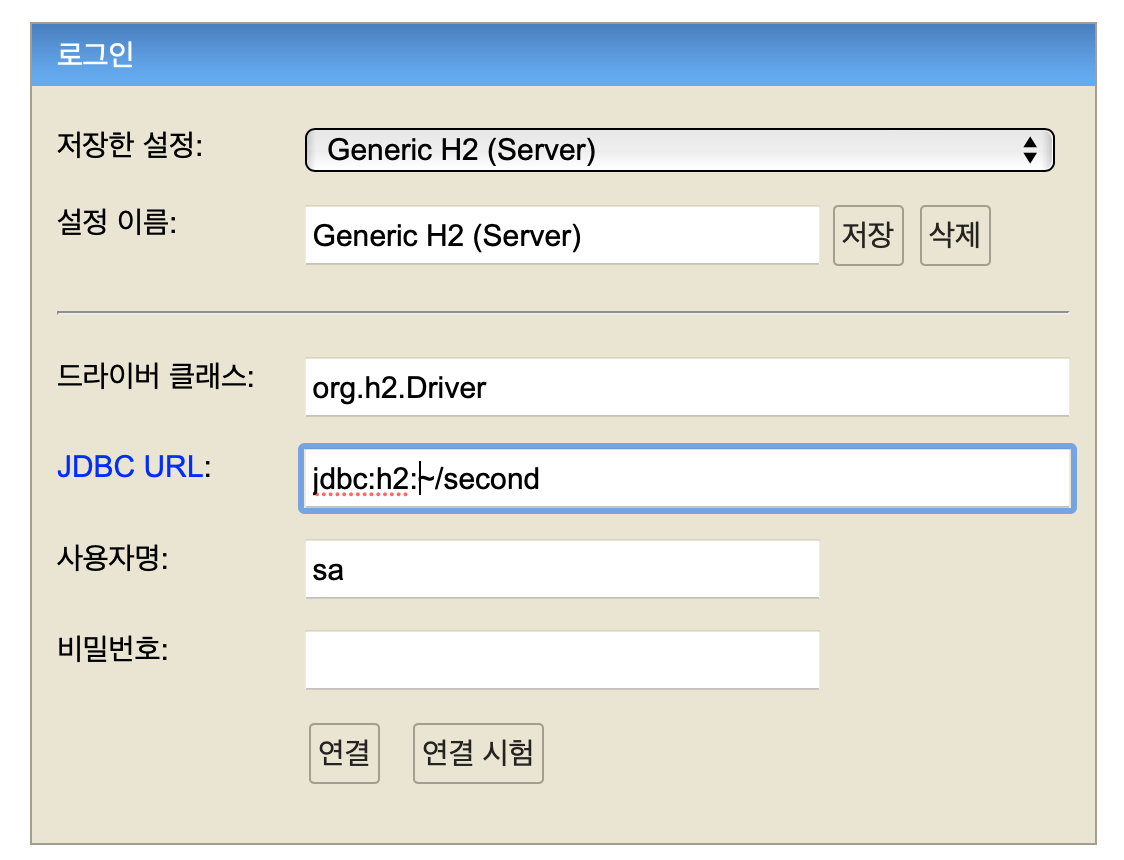 로그인
저장한 설정: Generic H2 (Server)
설정 이름: Generic H2 (Server) 저장 삭제
드라이버 클래스: org.h2.Driver
JDBC URL: jdbc:h2:~/second
사용자명: sa
비밀번호:
연결 연결 시험